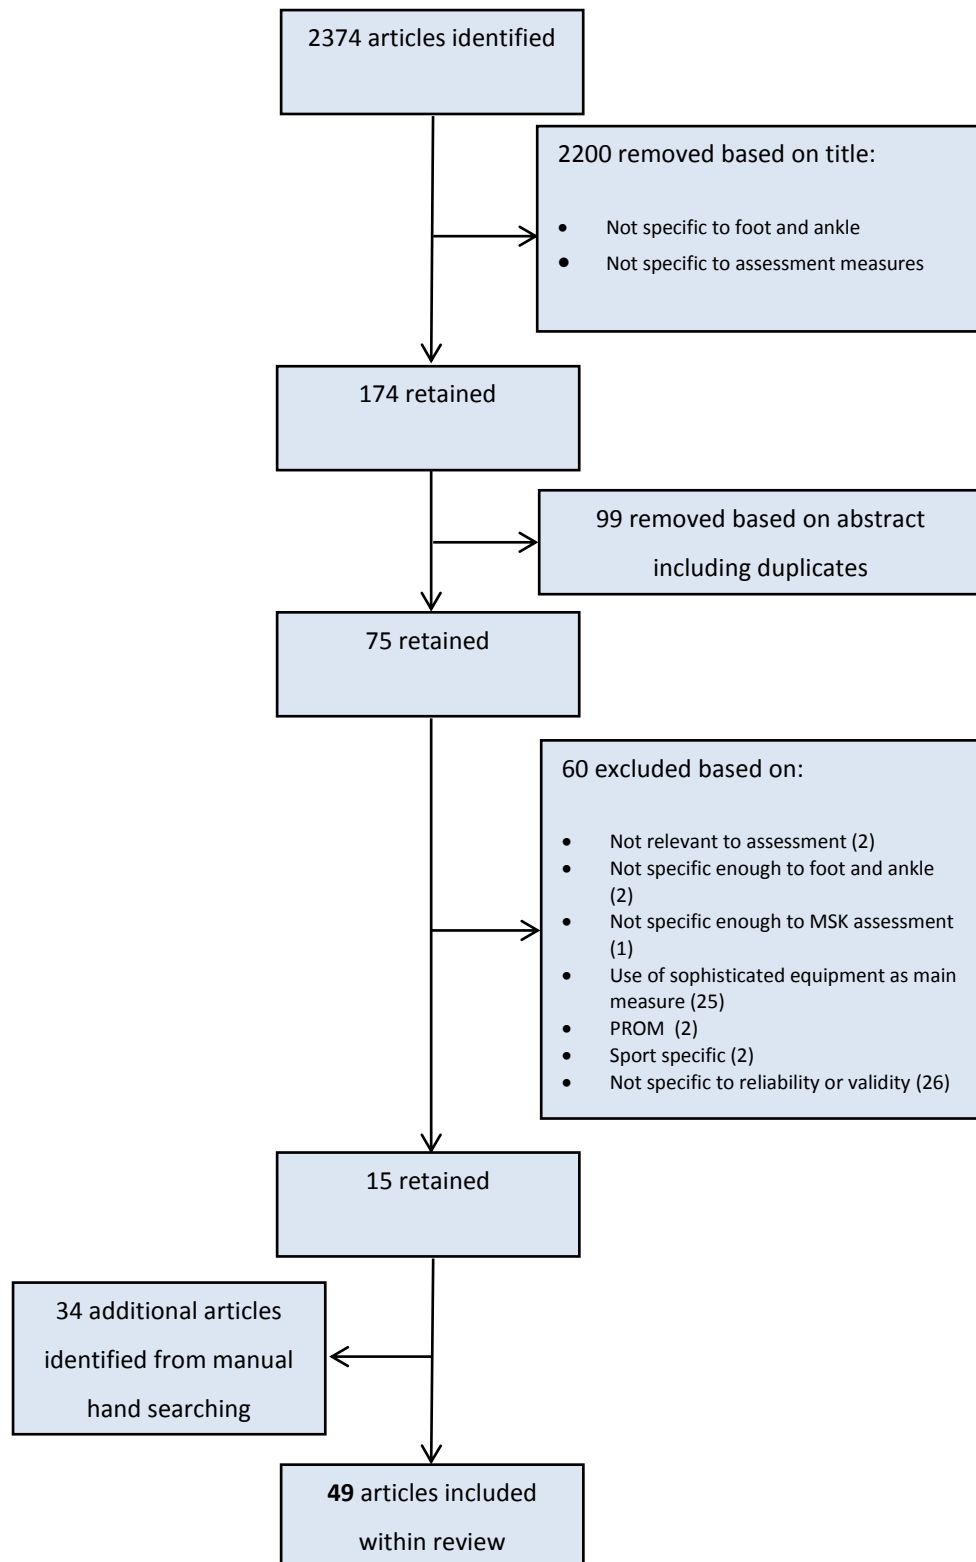 2374 articles identified
2200 removed based on title:
• Not specific to foot and ankle
• Not specific to assessment measures
174 retained
99 removed based on abstract
including duplicates
75 retained
60 excluded based on:
• Not relevant to assessment (2)
• Not specific enough to foot and ankle
(2)
• Not specific enough to MSK assessment
(1)
• Use of sophisticated equipment as main
measure (25)
• PROM (2)
• Sport specific (2)
• Not specific to reliability or validity (26)
15 retained
34 additional articles
identified from manual
hand searching
49 articles included
within review